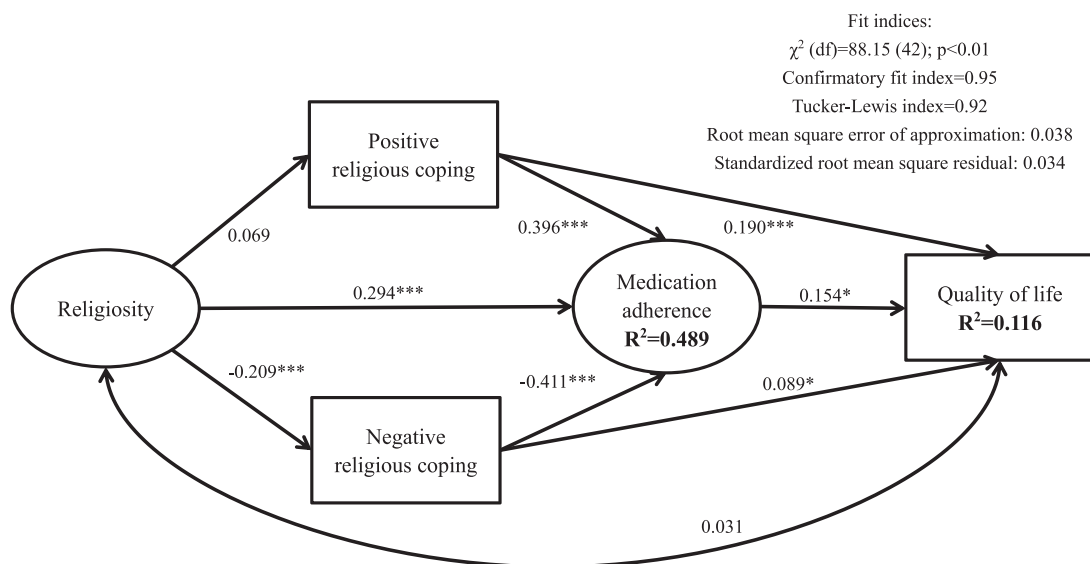 Fit indices:
χ² (df)=88.15 (42); p<0.01
Confirmatory fit index=0.95
Tucker-Lewis index=0.92
Root mean square error of approximation: 0.038
Standardized root mean square residual: 0.034
Positive
religious coping
0.069
0.396***
0.190***
Religiosity
0.294***
Medication
adherence
R²=0.489
0.154*
Quality of life
R²=0.116
-0.209***
-0.411***
0.089*
Negative
religious coping
0.031